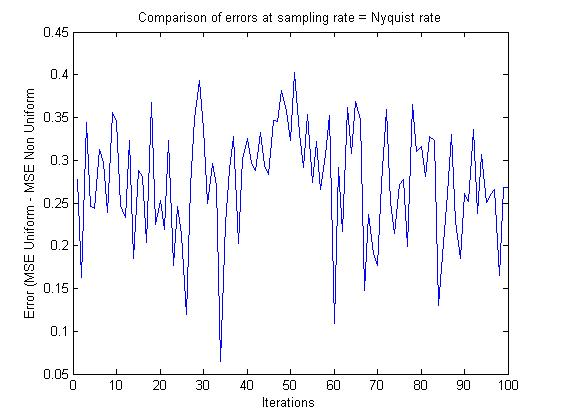 Comparison of errors at sampling rate = Nyquist rate
0.45
0.4
0.35
0.3
0.25
0.2
0.15
0.1
0.05
Error (MSE Uniform - MSE Non Uniform
0 10 20 30 40 50 60 70 80 90 100
Iterations